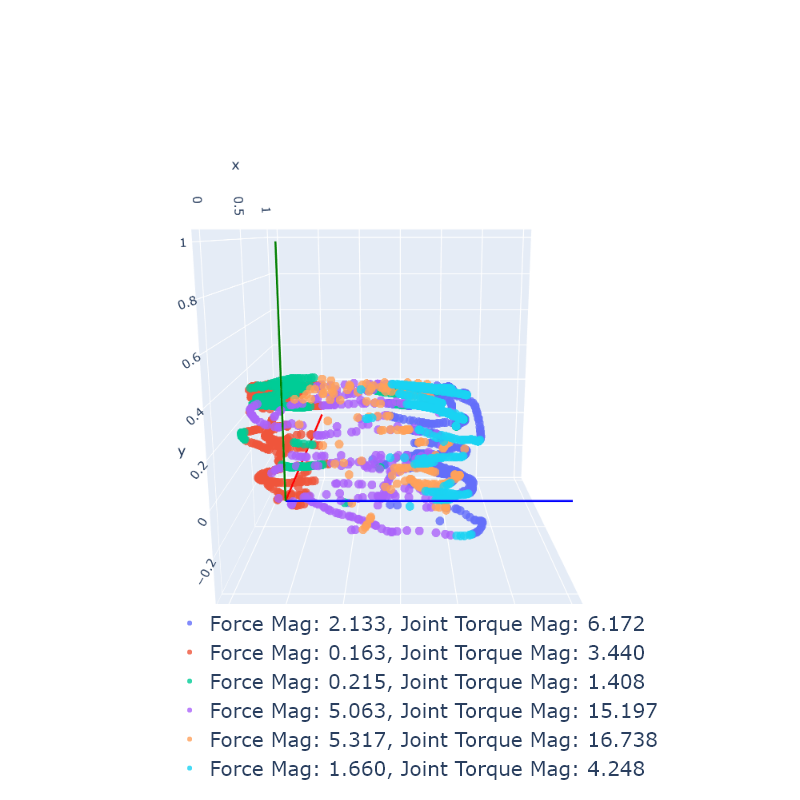 x
0
0.5
1
1
0.8
0.6
0.4
y
0.2
0
−0.2
Force Mag: 2.133, Joint Torque Mag: 6.172
Force Mag: 0.163, Joint Torque Mag: 3.440
Force Mag: 0.215, Joint Torque Mag: 1.408
Force Mag: 5.063, Joint Torque Mag: 15.197
Force Mag: 5.317, Joint Torque Mag: 16.738
Force Mag: 1.660, Joint Torque Mag: 4.248